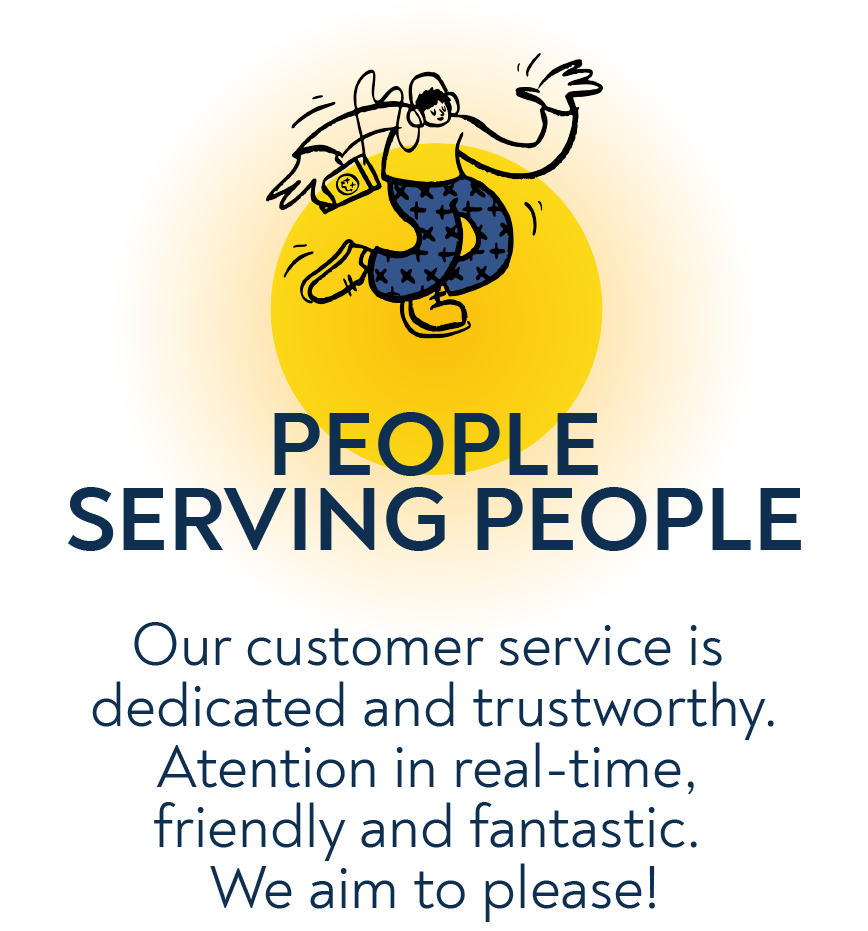 PEOPLE
SERVING PEOPLE
Our customer service is
dedicated and trustworthy.
Atention in real-time,
friendly and fantastic.
We aim to please!